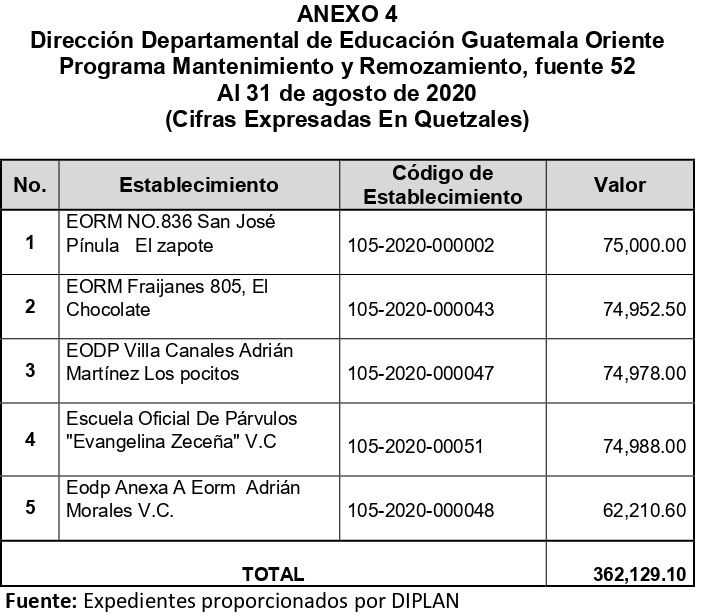 ANEXO 4
Dirección Departamental de Educación Guatemala Oriente
Programa Mantenimiento y Remozamiento, fuente 52
Al 31 de agosto de 2020
(Cifras Expresadas En Quetzales)
No. Establecimiento Código de Establecimiento Valor
1 EORM NO.836 San José Pínula El zapote 105-2020-000002 75,000.00
2 EORM Fraijanes 805, El Chocolate 105-2020-000043 74,952.50
3 EODP Villa Canales Adrián Martínez Los pocitos 105-2020-000047 74,978.00
4 Escuela Oficial De Párvulos "Evangelina Zeceña" V.C 105-2020-00051 74,988.00
5 Eodp Anexa A Eorm Adrián Morales V.C. 105-2020-000048 62,210.60
TOTAL 362,129.10
Fuente: Expedientes proporcionados por DIPLAN